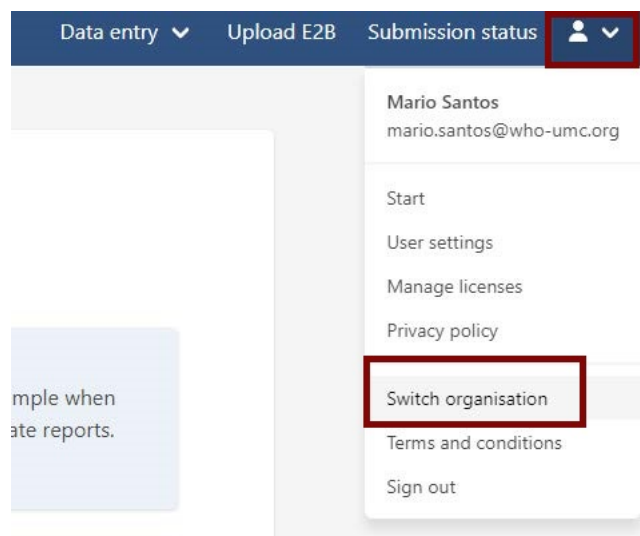 Data entry Upload E2B Submission status
Mario Santos
mario.santos@who-umc.org
Start
User settings
Manage licenses
Privacy policy
mple when
ate reports.
Switch organisation
Terms and conditions
Sign out